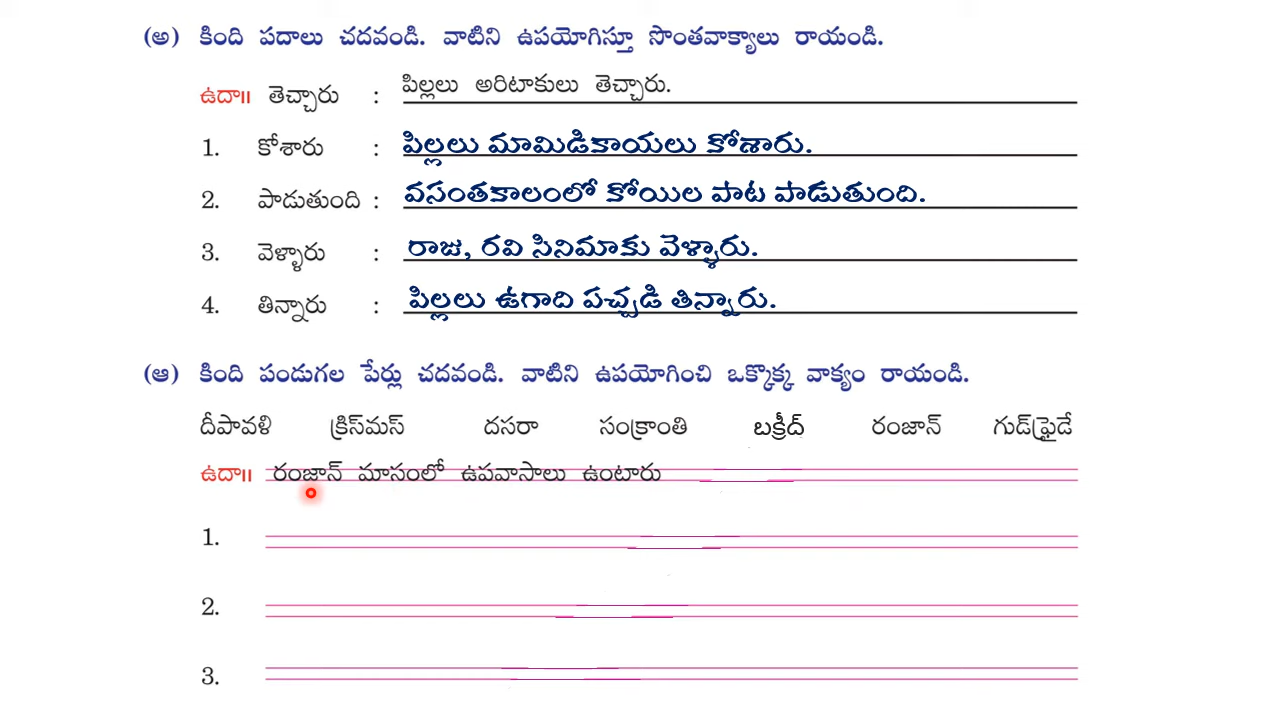 (అ) కింది పదాలు చదవండి. వాటిని ఉపయోగిస్తూ సొంతవాక్యాలు రాయండి.
ఉదా॥ తెచ్చారు : పిల్లలు అరిటాకులు తెచ్చారు.
1. కోశారు : పిల్లలు మామిడికాయలు కోశారు.
2. పాడుతుంది : వసంతకాలంలో కోయిల పాట పాడుతుంది.
3. వెళ్ళారు : రాజు, రవి సినిమాకు వెళ్ళారు.
4. తిన్నారు : పిల్లలు ఉగాది పచ్చడి తిన్నారు.
(ఆ) కింది పండుగల పేర్లు చదవండి. వాటిని ఉపయోగించి ఒక్కొక్క వాక్యం రాయండి.
దీపావళి క్రిస్‌మస్ దసరా సంక్రాంతి బక్రీద్ రంజాన్ గుడ్‌ఫ్రైడే
ఉదా॥ రంజాన్ మాసంలో ఉపవాసాలు ఉంటారు
1.
2.
3.